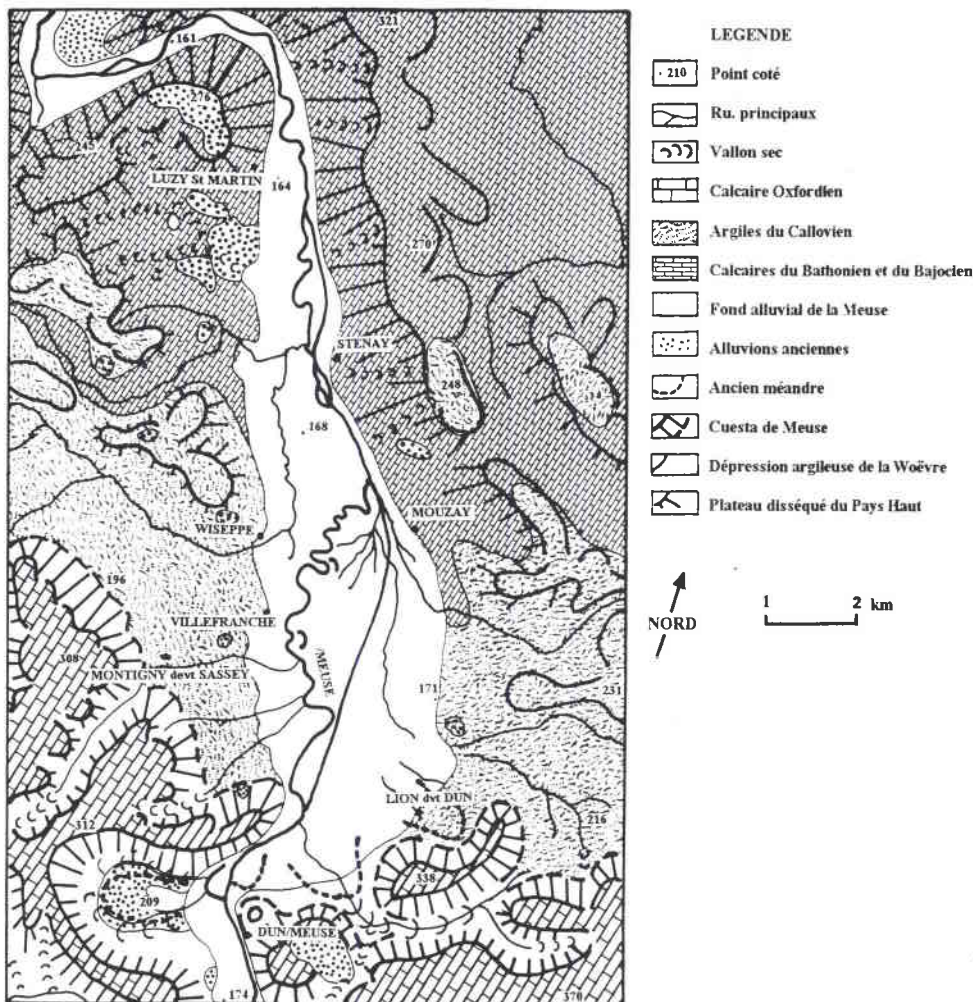 321
161
276
245
LUZY St MARTIN
164
270
STENAY
248
168
MOUZAY
WISEPPE
196
VILLEFRANCHE
308
MONTIGNY devt SASSEY
MEUSE
171
231
LION dvt DUN
216
312
338
209
DUN/MEUSE
174
370
LEGENDE
210 Point coté
Ru. principaux
Vallon sec
Calcaire Oxfordien
Argiles du Callovien
Calcaires du Bathonien et du Bajocien
Fond alluvial de la Meuse
Alluvions anciennes
Ancien méandre
Cuesta de Meuse
Dépression argileuse de la Woëvre
Plateau disséqué du Pays Haut
NORD
1 2 km